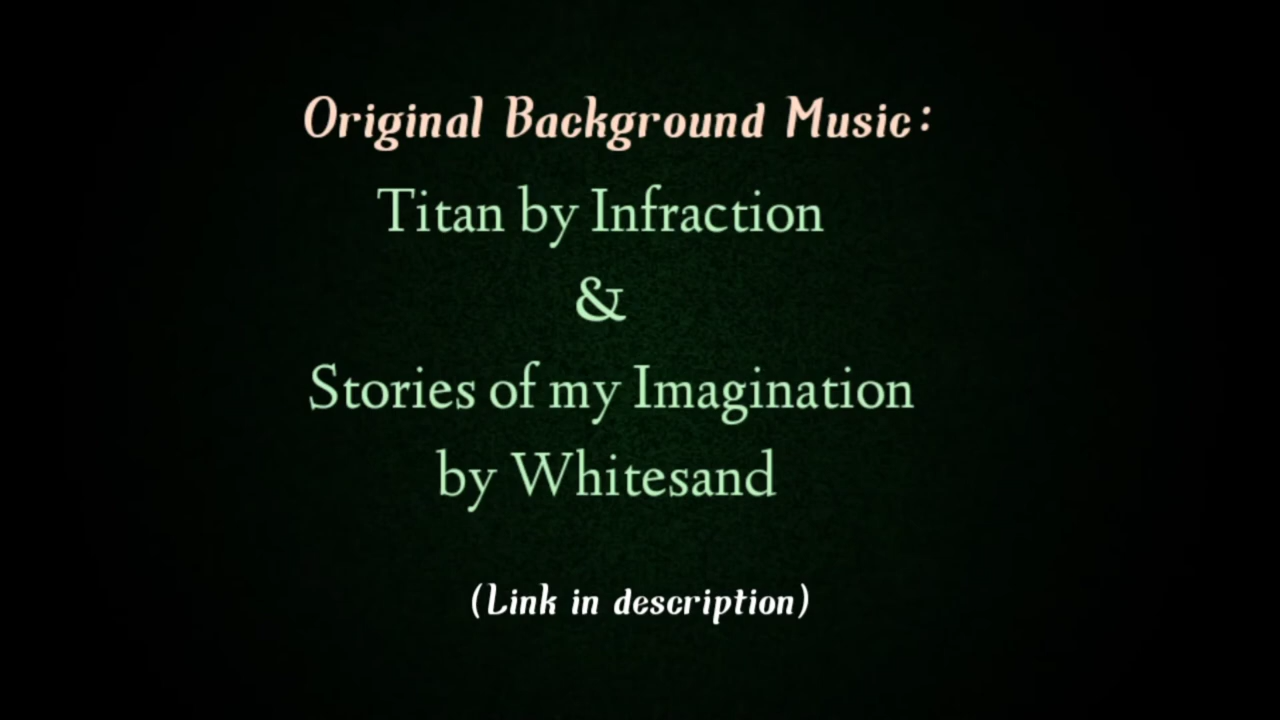 Original Background Music:
Titan by Infraction
&
Stories of my Imagination
by Whitesand
(Link in description)